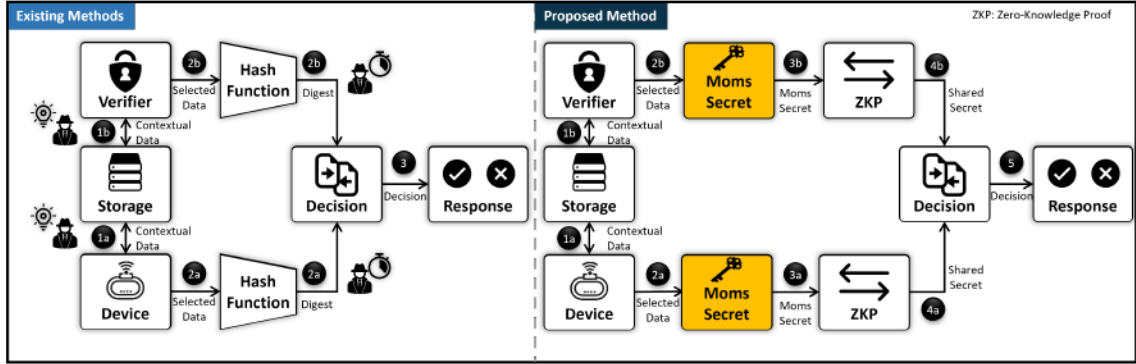 Existing Methods
Proposed Method
ZKP: Zero-Knowledge Proof
Verifier
2b
Selected
Data
Hash
Function
2b
Digest
1b
Contextual
Data
Storage
1a
Contextual
Data
Device
2a
Selected
Data
Hash
Function
2a
Digest
Decision
3
Decision
Response
Verifier
2b
Selected
Data
Moms
Secret
3b
Moms
Secret
ZKP
4b
Shared
Secret
1b
Contextual
Data
Storage
1a
Contextual
Data
Device
2a
Selected
Data
Moms
Secret
3a
Moms
Secret
ZKP
4a
Shared
Secret
Decision
5
Decision
Response